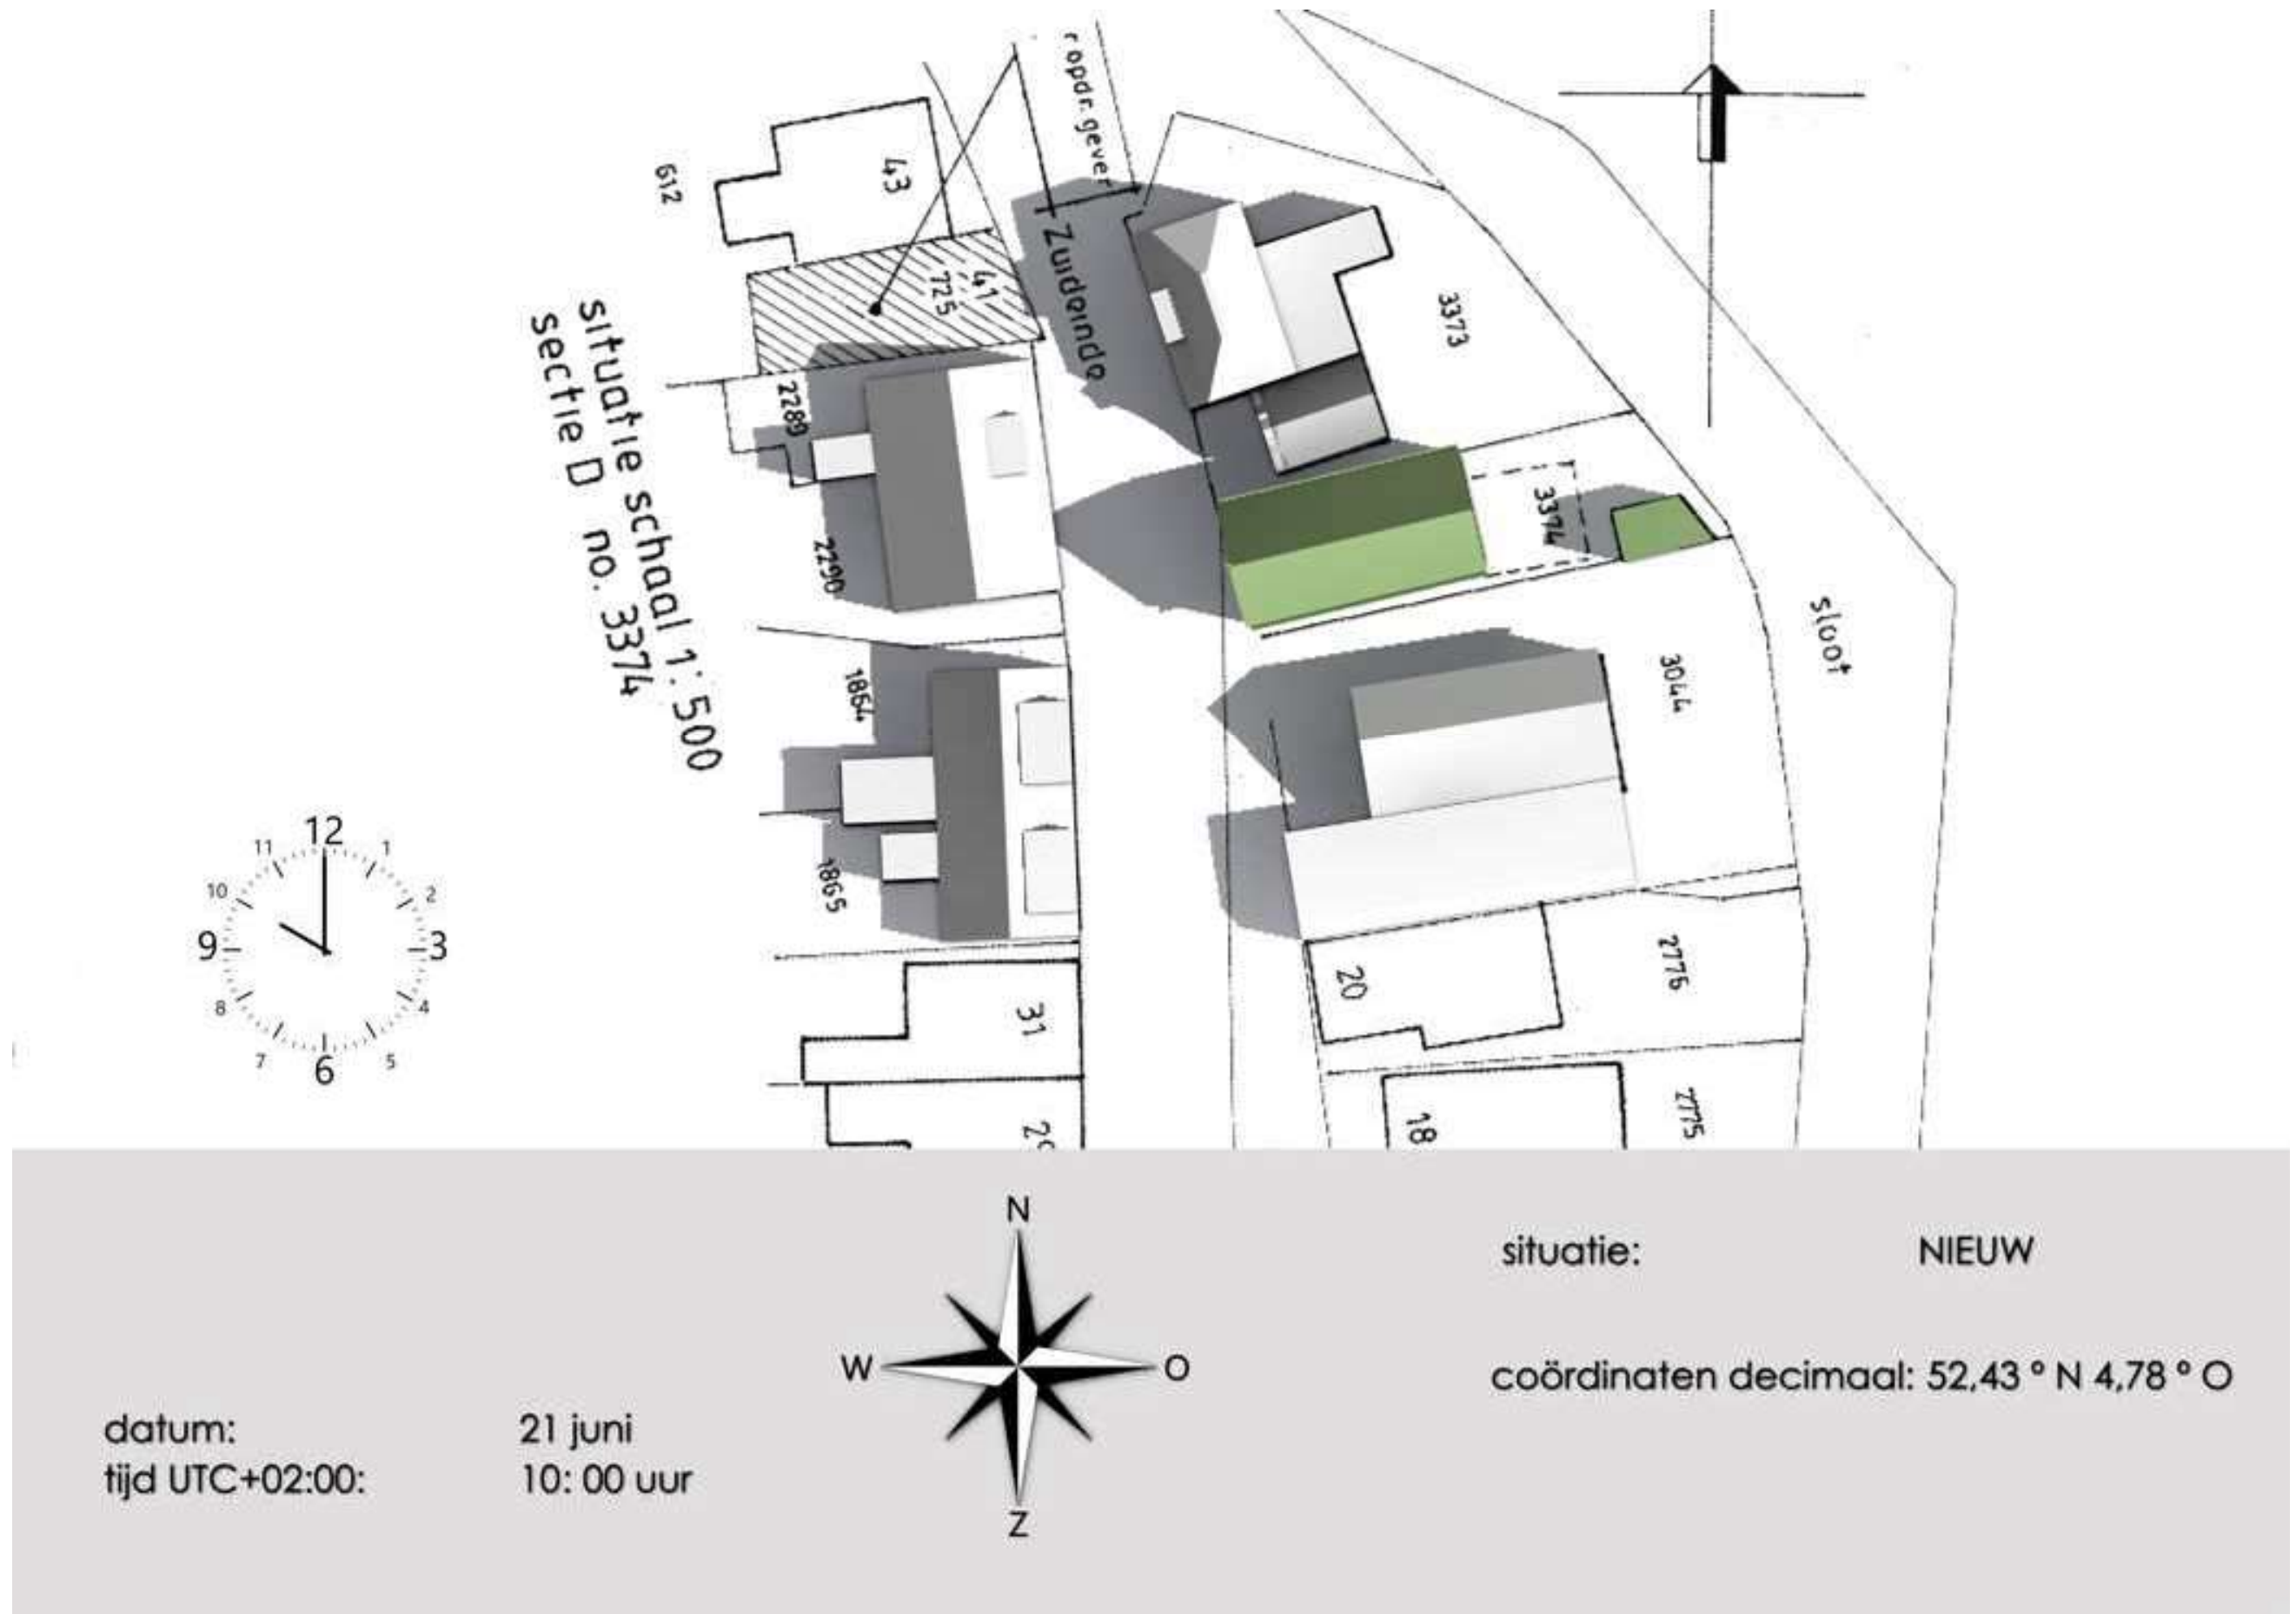 r opdr. gever
43
612
41
725
Zuideinde
3373
situatie schaal 1:500
sectie D no. 3374
2289
2290
3374
sloot
1864
3044
1865
12
11
1
10
2
9
3
8
4
7
5
6
31
20
2776
18
2775
N
W
O
Z
situatie: NIEUW
coördinaten decimaal: 52,43 º N 4,78 º O
datum: 21 juni
tijd UTC+02:00: 10: 00 uur